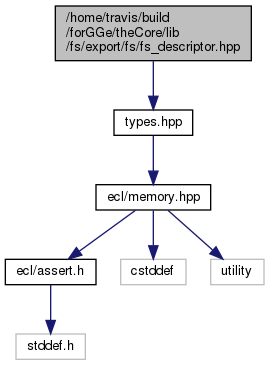 /home/travis/build
/forGGe/theCore/lib
/fs/export/fs/fs_descriptor.hpp
types.hpp
ecl/memory.hpp
ecl/assert.h
cstddef
utility
stddef.h